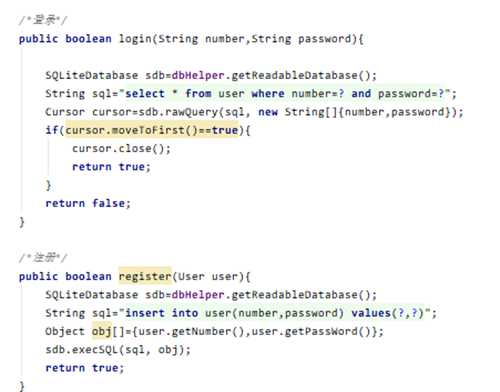 /*登录*/
public boolean login(String number,String password){
SQLiteDatabase sdb=dbHelper.getReadableDatabase();
String sql="select * from user where number=? and password=?";
Cursor cursor=sdb.rawQuery(sql, new String[]{number,password});
if(cursor.moveToFirst()==true){
cursor.close();
return true;
}
return false;
}
/*注册*/
public boolean register(User user){
SQLiteDatabase sdb=dbHelper.getReadableDatabase();
String sql="insert into user(number,password) values(?,?)";
Object obj[]={user.getNumber(),user.getPassWord()};
sdb.execSQL(sql, obj);
return true;
}